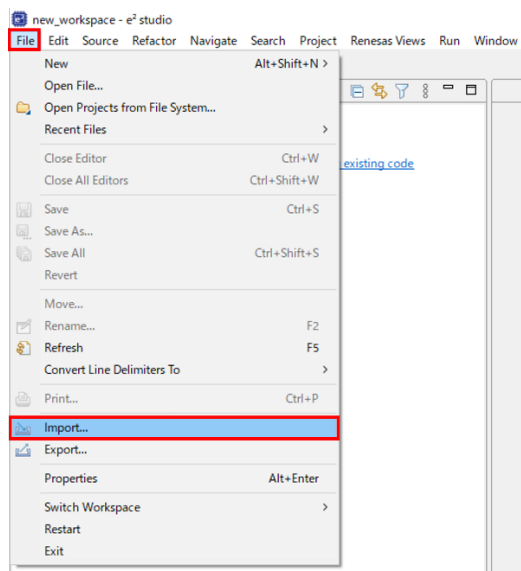 new_workspace - e² studio
File Edit Source Refactor Navigate Search Project Renesas Views Run Window
New Alt+Shift+N >
Open File...
Open Projects from File System...
Recent Files >
Close Editor Ctrl+W
existing code
Close All Editors Ctrl+Shift+W
Save Ctrl+S
Save As...
Save All Ctrl+Shift+S
Revert
Move...
Rename... F2
Refresh F5
Convert Line Delimiters To >
Print... Ctrl+P
Import...
Export...
Properties Alt+Enter
Switch Workspace >
Restart
Exit